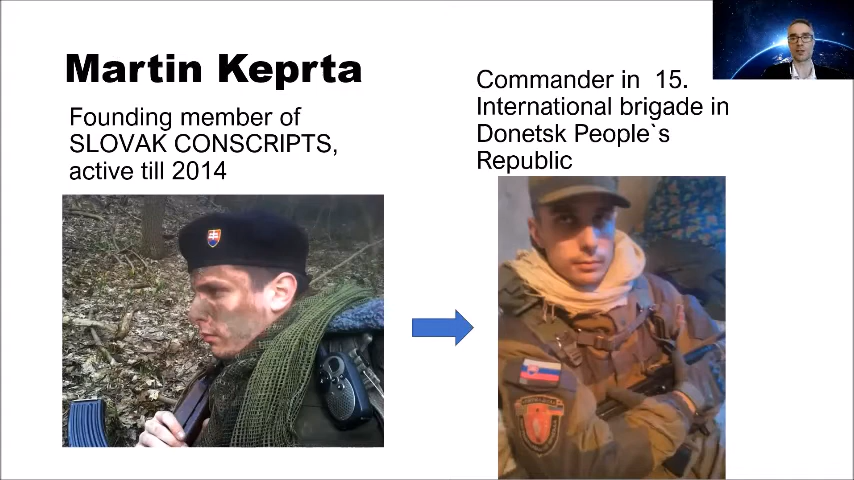 Martin Keprta
Founding member of
SLOVAK CONSCRIPTS,
active till 2014
Commander in 15.
International brigade in
Donetsk People`s
Republic